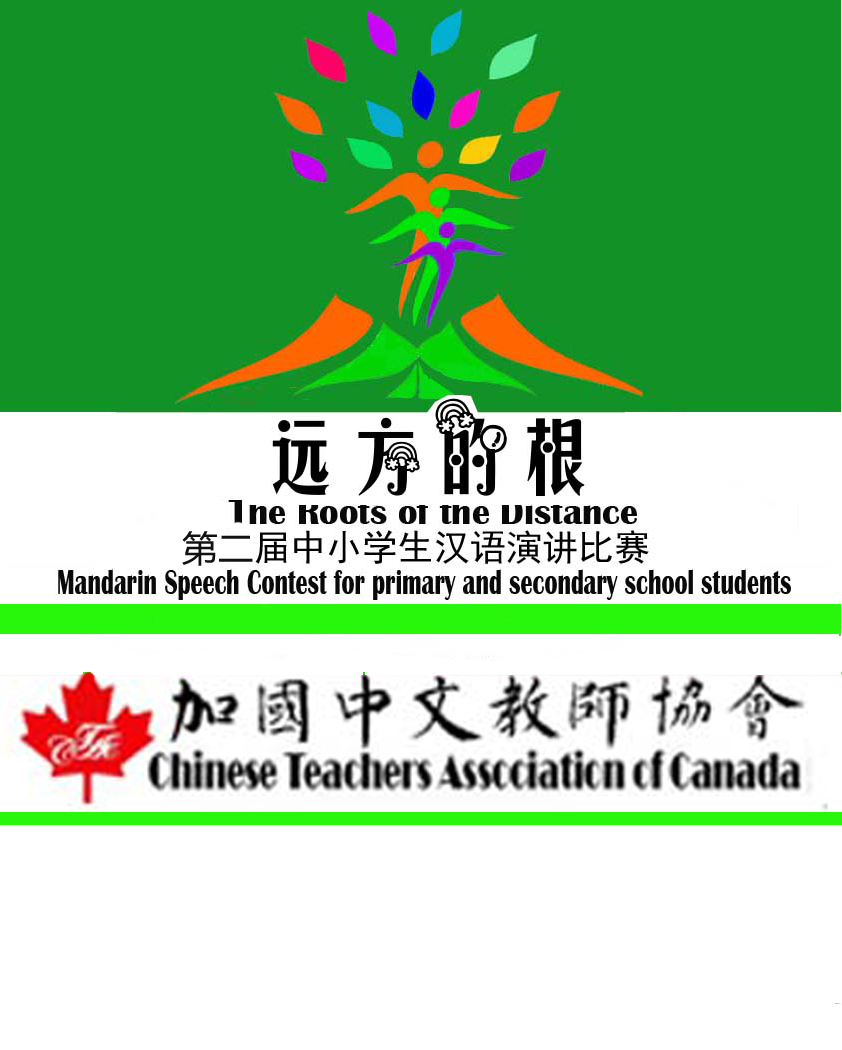 远方的根
The Roots of the Distance
第二届中小学生汉语演讲比赛
Mandarin Speech Contest for primary and secondary school students
加國中文教師協會
Chinese Teachers Association of Canada